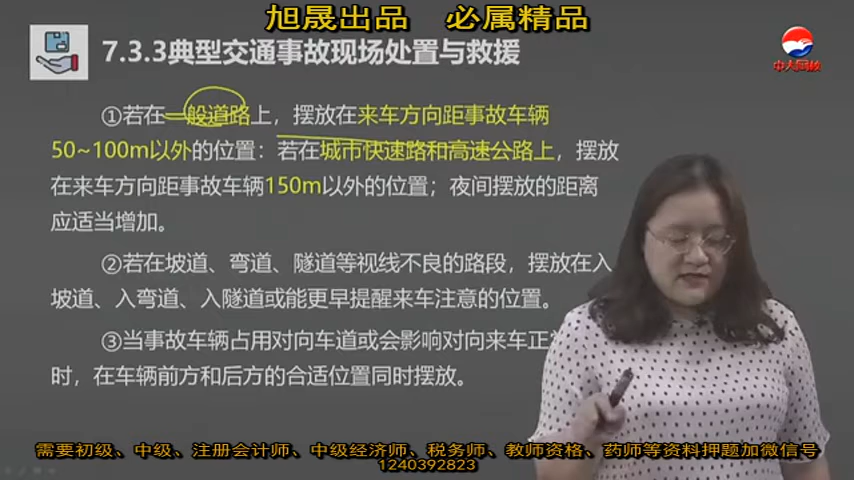 旭晟出品 必属精品
7.3.3典型交通事故现场处置与救援
中大网校
①若在一般道路上，摆放在来车方向距事故车辆
50~100m以外的位置：若在城市快速路和高速公路上，摆放
在来车方向距事故车辆150m以外的位置；夜间摆放的距离
应适当增加。
②若在坡道、弯道、隧道等视线不良的路段，摆放在入
坡道、入弯道、入隧道或能更早提醒来车注意的位置。
③当事故车辆占用对向车道或会影响对向来车正
时，在车辆前方和后方的合适位置同时摆放。
需要初级、中级、注册会计师、中级经济师、税务师、教师资格、药师等资料押题加微信号
1240392823